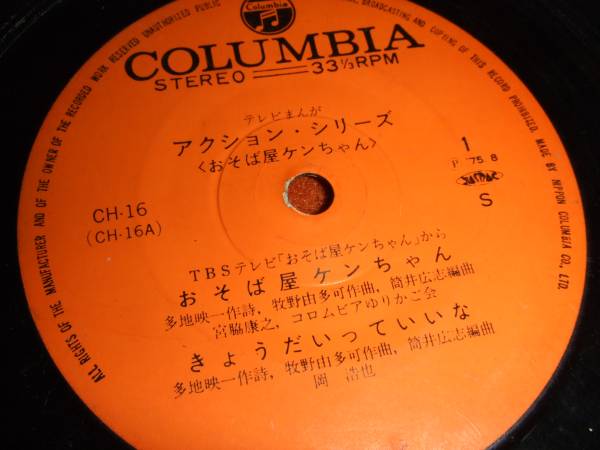 Columbia
COLUMBIA
STEREO 33 1/3 RPM
テレビまんが
アクション・シリーズ
〈おそば屋ケンちゃん〉
CH-16
(CH-16A)
1
P 75.8
S
TBSテレビ「おそば屋ケンちゃん」から
おそば屋ケンちゃん
多地映一作詩, 牧野由多可作曲, 筒井広志編曲
宮脇康之, コロムビアゆりかご会
きょうだいっていいな
多地映一作詩, 牧野由多可作曲, 筒井広志編曲
岡 浩也
ALL RIGHTS OF THE MANUFACTURER AND OF THE OWNER OF THE RECORDED WORK RESERVED UNAUTHORIZED PUBLIC BROADCASTING AND COPYING OF THIS RECORD PROHIBITED. MADE BY NIPPON COLUMBIA CO., LTD.